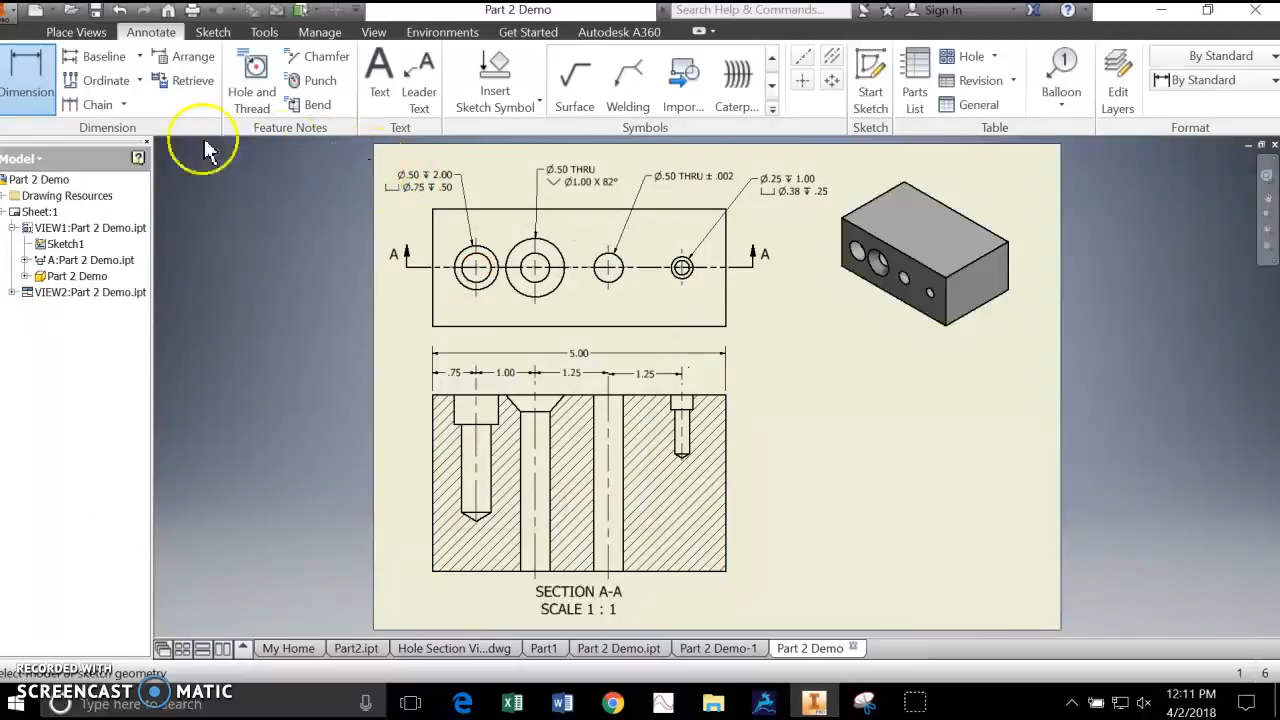 Part 2 Demo
Search Help & Commands...
Sign In
Place Views
Annotate
Sketch
Tools
Manage
View
Environments
Get Started
Autodesk A360
Dimension
Baseline
Ordinate
Chain
Arrange
Retrieve
Dimension
Hole and
Thread
Chamfer
Punch
Bend
Feature Notes
Text
Leader
Text
Text
Insert
Sketch Symbol
Surface
Welding
Impor...
Caterp...
Symbols
Start
Sketch
Sketch
Parts
List
Hole
Revision
General
Table
Balloon
Edit
Layers
By Standard
By Standard
Format
Model
Part 2 Demo
Drawing Resources
Sheet:1
VIEW1:Part 2 Demo.ipt
Sketch1
A:Part 2 Demo.ipt
Part 2 Demo
VIEW2:Part 2 Demo.ipt
Ø.50 ↧ 2.00
⌴ Ø.75 ↧ .50
Ø.50 THRU
⌵ Ø1.00 X 82°
Ø.50 THRU ± .002
Ø.25 ↧ 1.00
⌴ Ø.38 ↧ .25
A
A
5.00
.75
1.00
1.25
1.25
SECTION A-A
SCALE 1 : 1
My Home
Part2.ipt
Hole Section Vi...dwg
Part1
Part 2 Demo.ipt
Part 2 Demo-1
Part 2 Demo
RECORDED WITH
select model or sketch geometry
1 6
SCREENCAST MATIC
Type here to search
12:11 PM
4/2/2018